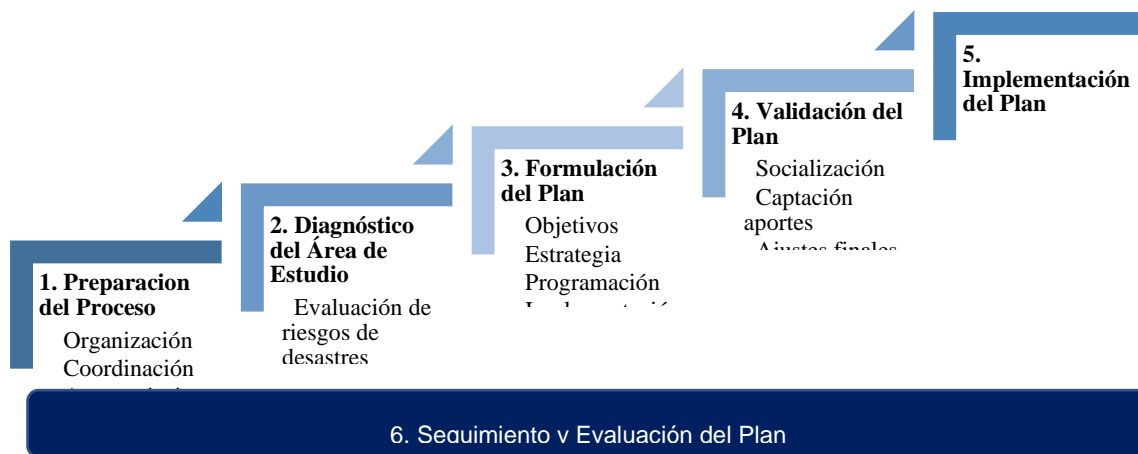 1. Preparacion
del Proceso
Organización
Coordinación
2. Diagnóstico
del Área de
Estudio
Evaluación de
riesgos de
desastres
3. Formulación
del Plan
Objetivos
Estrategia
Programación
4. Validación del
Plan
Socialización
Captación
aportes
Ajustes finales
5.
Implementación
del Plan
6. Seguimiento y Evaluación del Plan